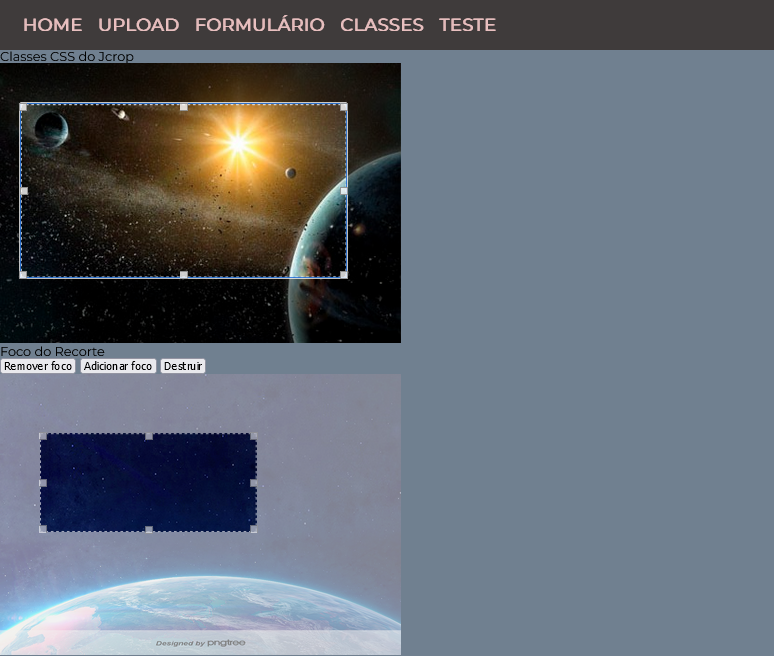 HOME UPLOAD FORMULÁRIO CLASSES TESTE
Classes CSS do Jcrop
Foco do Recorte
Remover foco Adicionar foco Destruir
Designed by pngtree